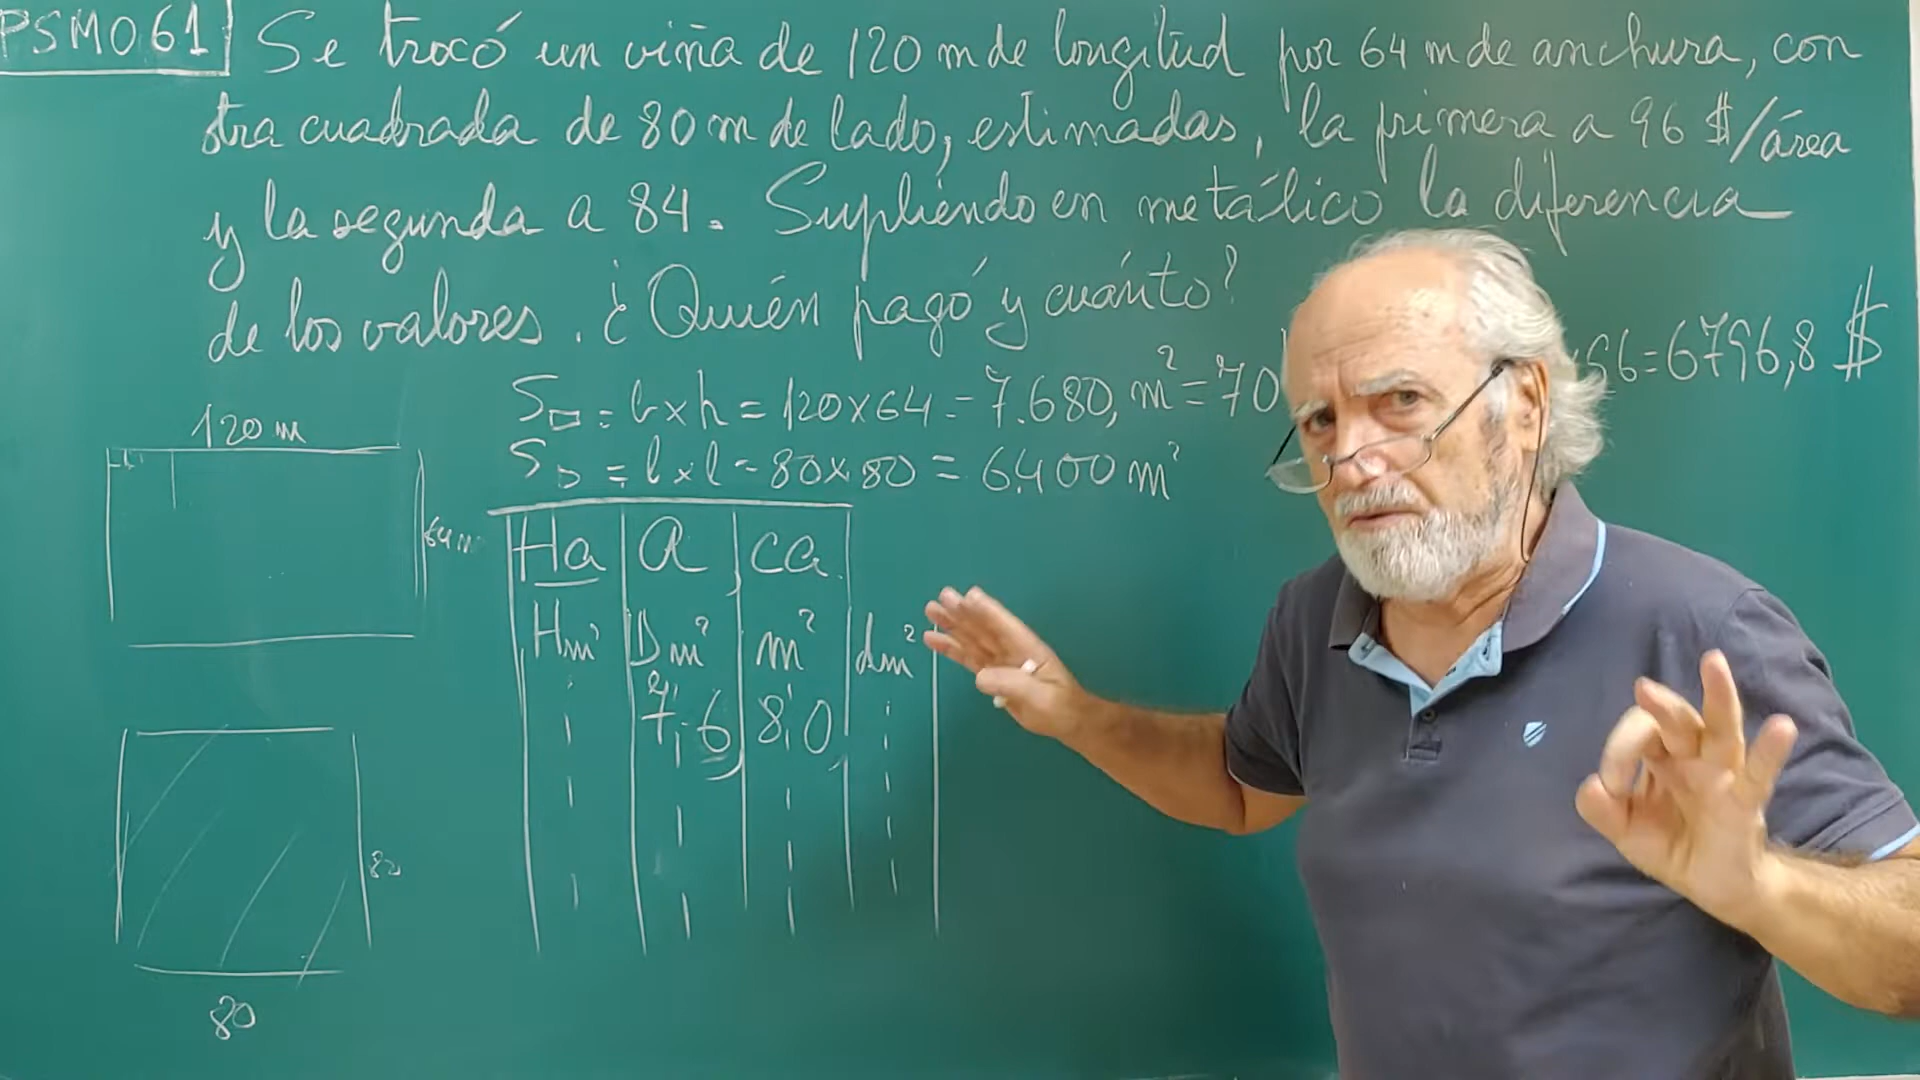 PSM061 Se trocó un viña de 120 m de longitud por 64 m de anchura, con
otra cuadrada de 80 m de lado, estimadas, la primera a 96 $/área
y la segunda a 84. Supliendo en metálico la diferencia
de los valores. ¿Quién pagó y cuánto?
S▭ = b x h = 120 x 64 = 7.680, m² = 70
96 = 6796,8 $
S□ = l x l = 80 x 80 = 6.400 m²
120 m
64 m
Ha a ca
Hm² Dm² m² dm²
7 6 8 0
80
80